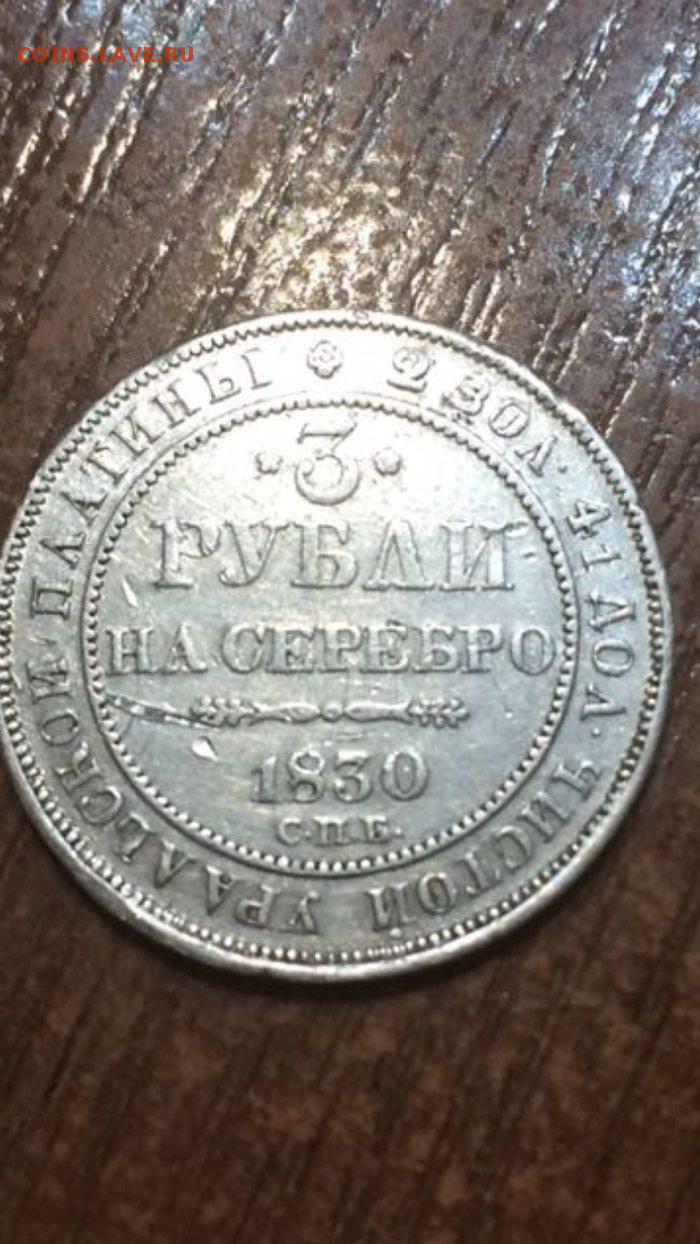 COINS.LAVE.RU
2 ЗОЛ. 41 ДОЛ. ЧИСТОЙ УРАЛЬСКОЙ ПЛАТИНЫ
3
РУБЛИ
НА СЕРЕБРО
1830
С.П.Б.